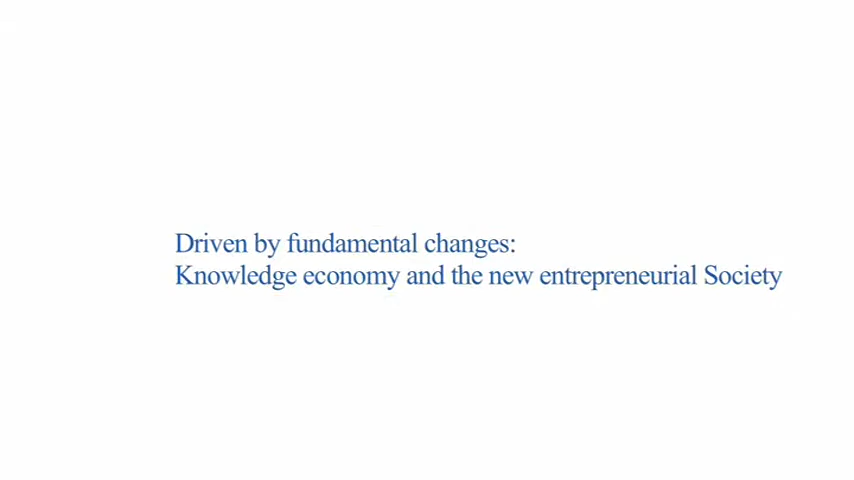 Driven by fundamental changes:
Knowledge economy and the new entrepreneurial Society